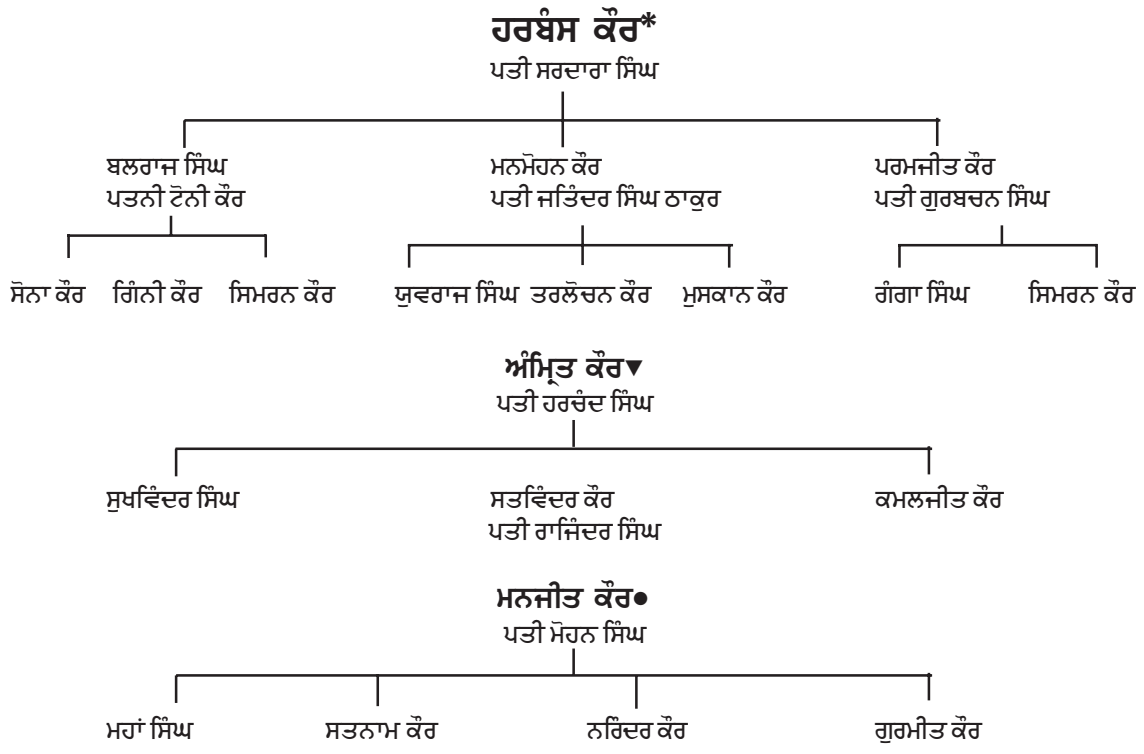 ਹਰਬੰਸ ਕੌਰ*
ਪਤੀ ਸਰਦਾਰਾ ਸਿੰਘ
ਬਲਰਾਜ ਸਿੰਘ ਮਨਮੋਹਨ ਕੌਰ ਪਰਮਜੀਤ ਕੌਰ
ਪਤਨੀ ਟੋਨੀ ਕੌਰ ਪਤੀ ਜਤਿੰਦਰ ਸਿੰਘ ਠਾਕੁਰ ਪਤੀ ਗੁਰਬਚਨ ਸਿੰਘ
ਸੋਨਾ ਕੌਰ ਗਿੰਨੀ ਕੌਰ ਸਿਮਰਨ ਕੌਰ ਯੁਵਰਾਜ ਸਿੰਘ ਤਰਲੋਚਨ ਕੌਰ ਮੁਸਕਾਨ ਕੌਰ ਗੰਗਾ ਸਿੰਘ ਸਿਮਰਨ ਕੌਰ
ਅੰਮ੍ਰਿਤ ਕੌਰ▼
ਪਤੀ ਹਰਚੰਦ ਸਿੰਘ
ਸੁਖਵਿੰਦਰ ਸਿੰਘ ਸਤਵਿੰਦਰ ਕੌਰ ਕਮਲਜੀਤ ਕੌਰ
ਪਤੀ ਰਾਜਿੰਦਰ ਸਿੰਘ
ਮਨਜੀਤ ਕੌਰ●
ਪਤੀ ਮੋਹਨ ਸਿੰਘ
ਮਹਾਂ ਸਿੰਘ ਸਤਨਾਮ ਕੌਰ ਨਰਿੰਦਰ ਕੌਰ ਗੁਰਮੀਤ ਕੌਰ